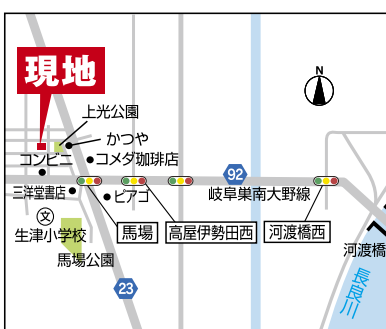 現地
N
上光公園
かつや
コンビニ
コメダ珈琲店
92
三洋堂書店
ピアゴ
岐阜巣南大野線
文
生津小学校
馬場
高屋伊勢田西
河渡橋西
馬場公園
河渡橋
長良川
23